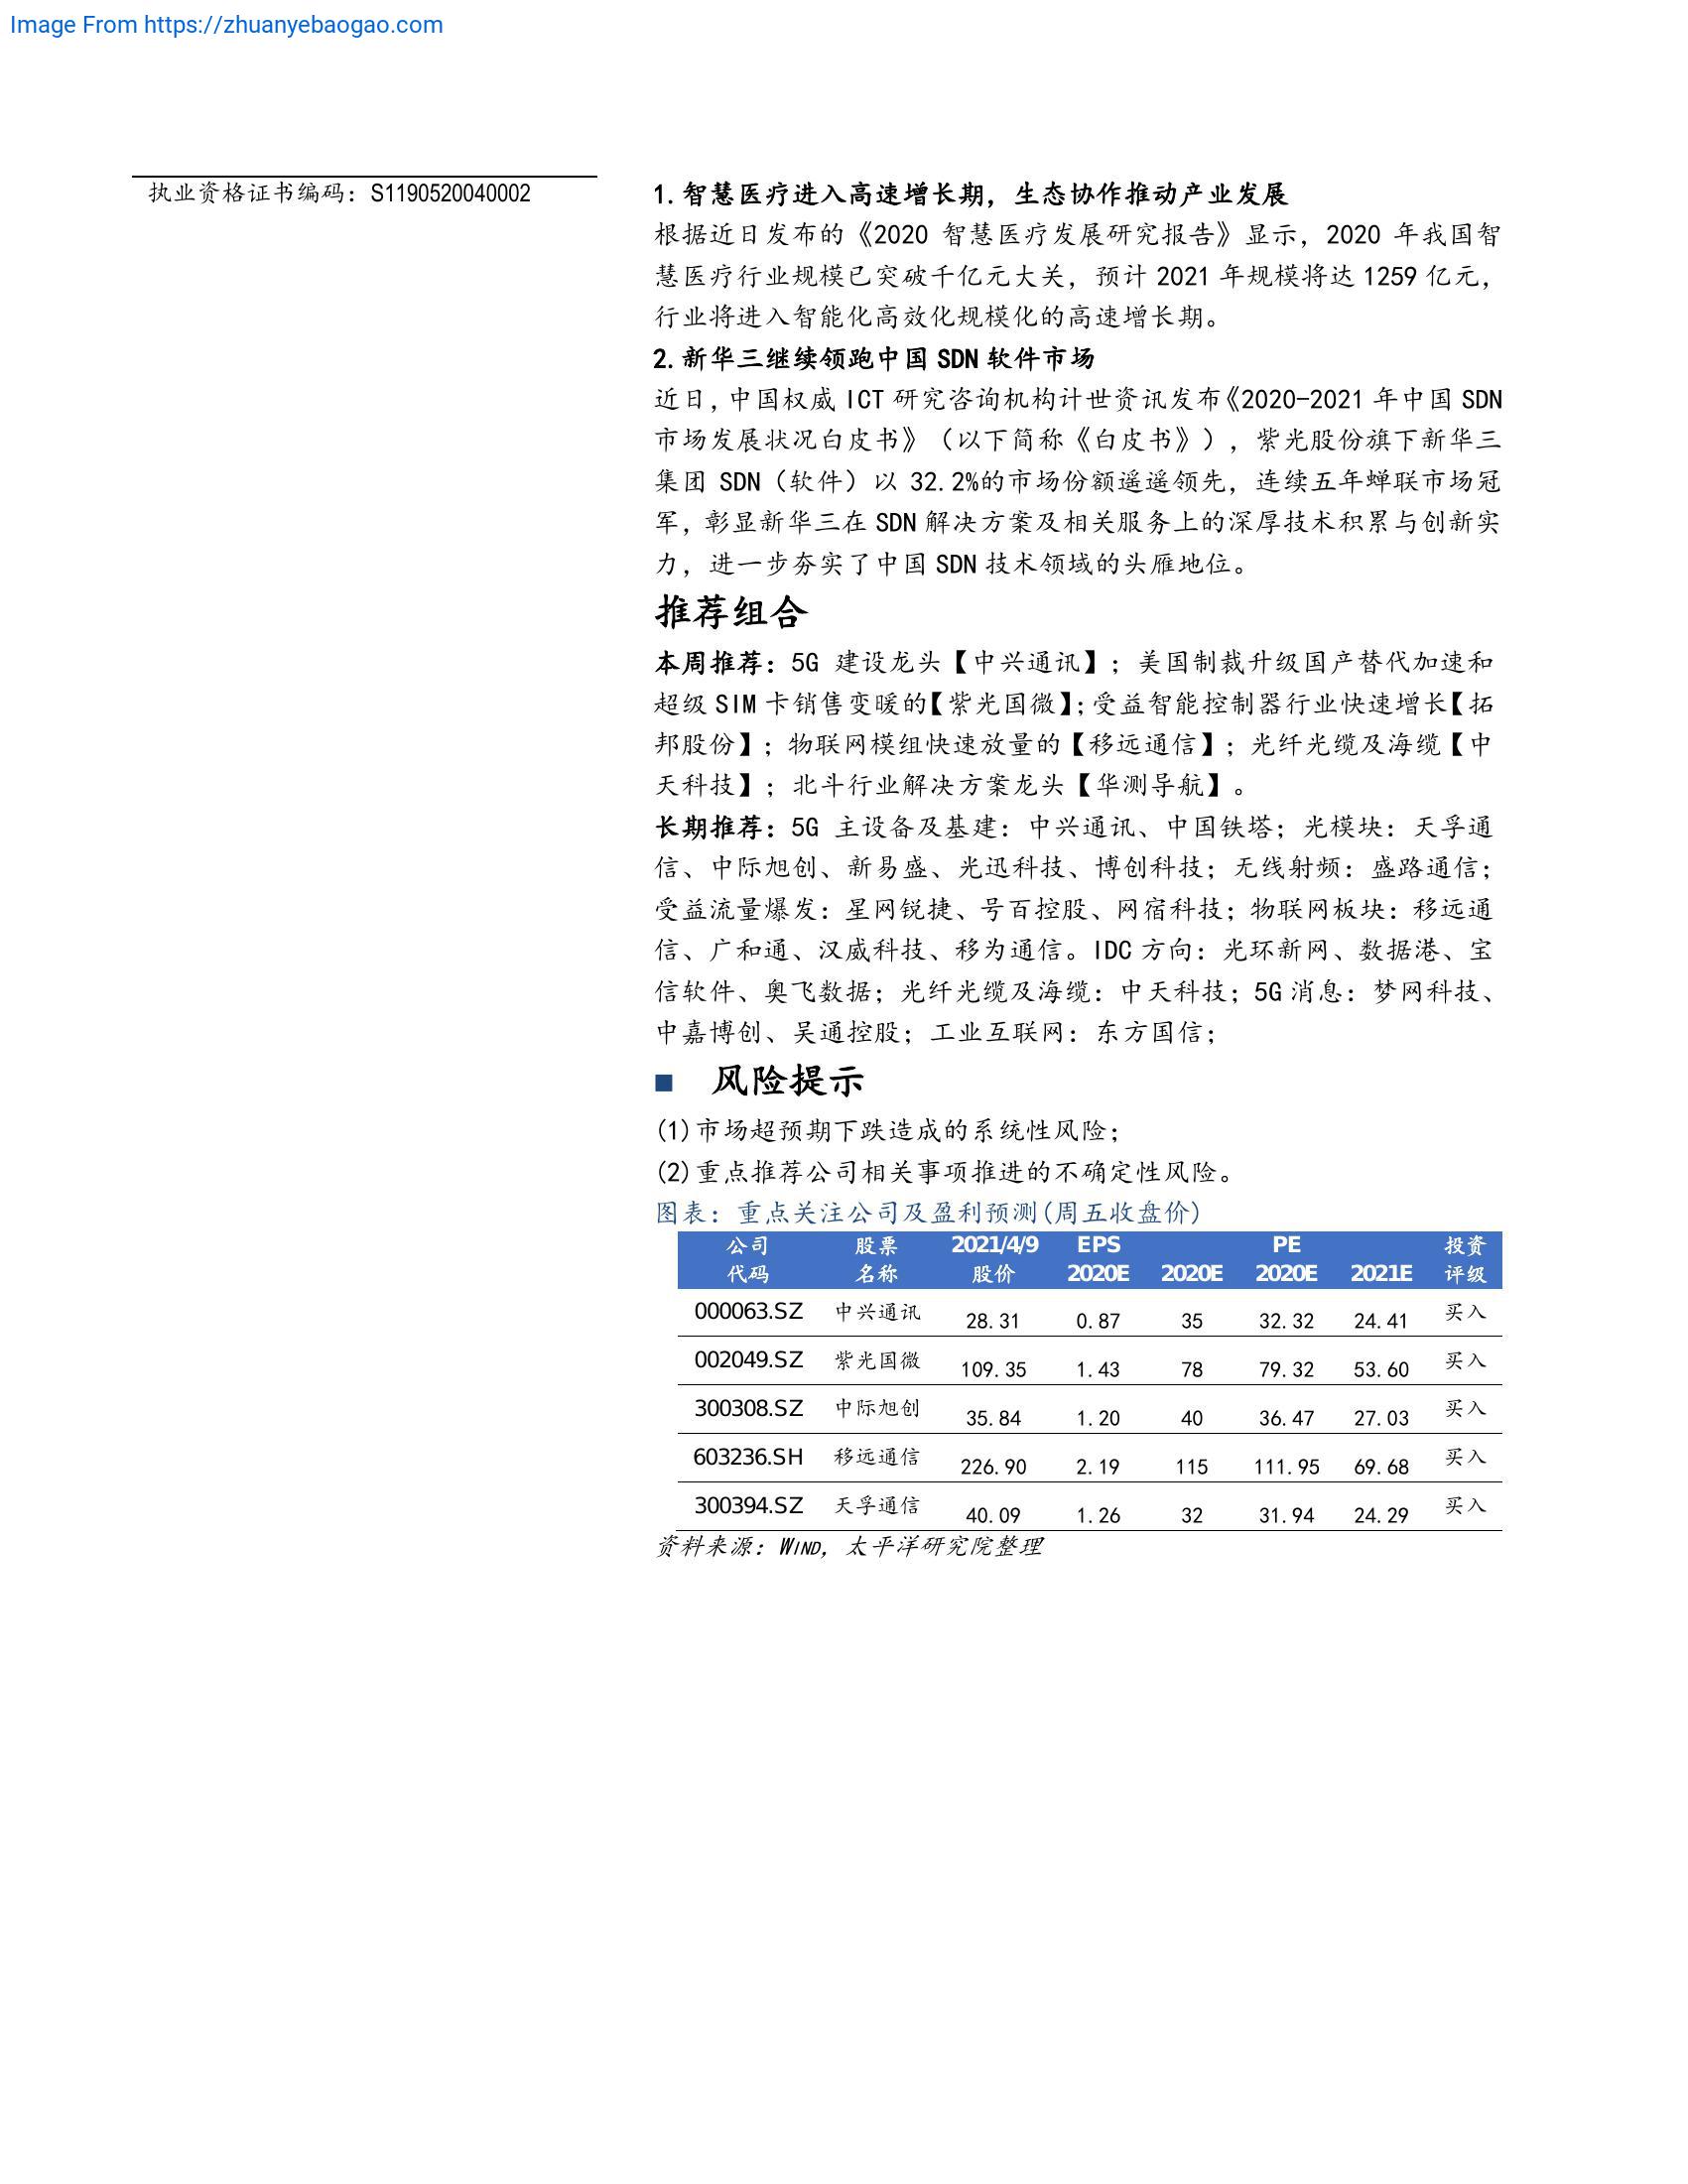 Image From https://zhuanyebaogao.com
执业资格证书编码：S1190520040002
1.智慧医疗进入高速增长期，生态协作推动产业发展
根据近日发布的《2020 智慧医疗发展研究报告》显示，2020 年我国智
慧医疗行业规模已突破千亿元大关，预计 2021 年规模将达 1259 亿元，
行业将进入智能化高效化规模化的高速增长期。
2.新华三继续领跑中国 SDN 软件市场
近日，中国权威 ICT 研究咨询机构计世资讯发布《2020-2021 年中国 SDN
市场发展状况白皮书》（以下简称《白皮书》），紫光股份旗下新华三
集团 SDN（软件）以 32.2%的市场份额遥遥领先，连续五年蝉联市场冠
军，彰显新华三在 SDN 解决方案及相关服务上的深厚技术积累与创新实
力，进一步夯实了中国 SDN 技术领域的头雁地位。
推荐组合
本周推荐：5G 建设龙头【中兴通讯】；美国制裁升级国产替代加速和
超级 SIM 卡销售变暖的【紫光国微】；受益智能控制器行业快速增长【拓
邦股份】；物联网模组快速放量的【移远通信】；光纤光缆及海缆【中
天科技】；北斗行业解决方案龙头【华测导航】。
长期推荐：5G 主设备及基建：中兴通讯、中国铁塔；光模块：天孚通
信、中际旭创、新易盛、光迅科技、博创科技；无线射频：盛路通信；
受益流量爆发：星网锐捷、号百控股、网宿科技；物联网板块：移远通
信、广和通、汉威科技、移为通信。IDC 方向：光环新网、数据港、宝
信软件、奥飞数据；光纤光缆及海缆：中天科技；5G 消息：梦网科技、
中嘉博创、吴通控股；工业互联网：东方国信；
■ 风险提示
(1)市场超预期下跌造成的系统性风险；
(2)重点推荐公司相关事项推进的不确定性风险。
图表：重点关注公司及盈利预测(周五收盘价)
公司 股票 2021/4/9 EPS PE 投资
代码 名称 股价 2020E 2020E 2020E 2021E 评级
000063.SZ 中兴通讯 28.31 0.87 35 32.32 24.41 买入
002049.SZ 紫光国微 109.35 1.43 78 79.32 53.60 买入
300308.SZ 中际旭创 35.84 1.20 40 36.47 27.03 买入
603236.SH 移远通信 226.90 2.19 115 111.95 69.68 买入
300394.SZ 天孚通信 40.09 1.26 32 31.94 24.29 买入
资料来源：WIND，太平洋研究院整理